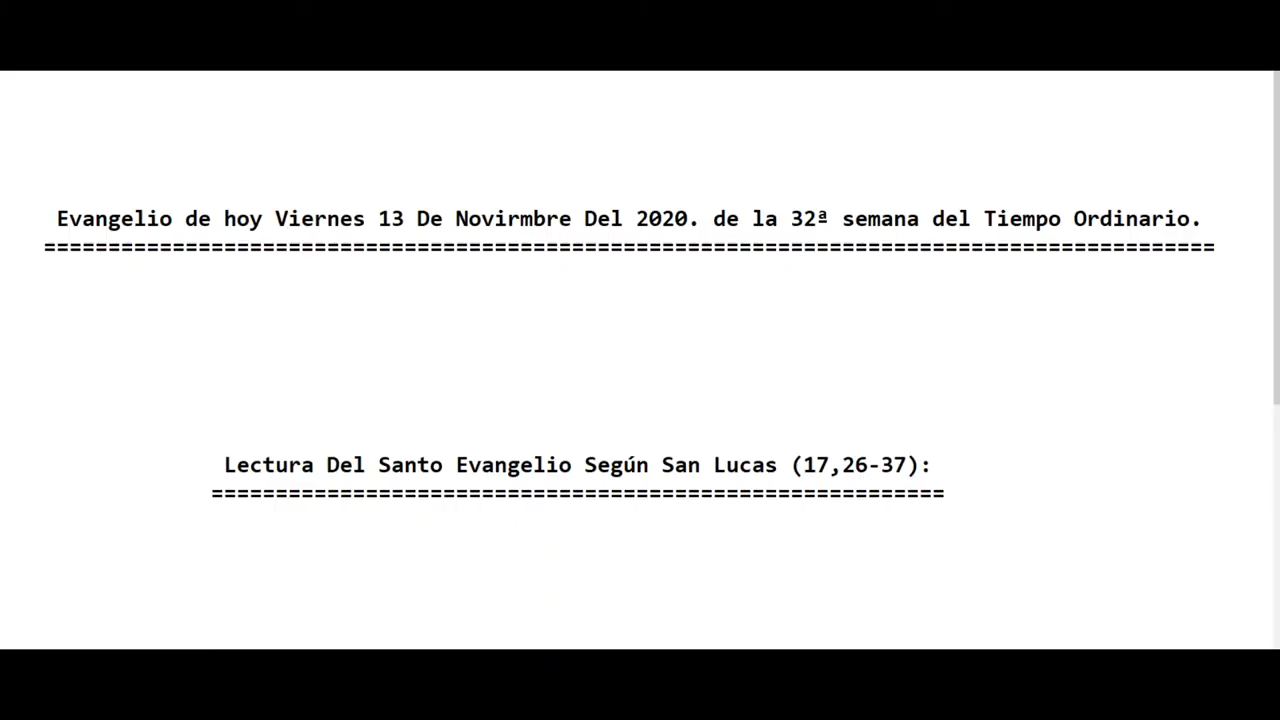 Evangelio de hoy Viernes 13 De Novirmbre Del 2020. de la 32ª semana del Tiempo Ordinario.
===========================================================================================
Lectura Del Santo Evangelio Según San Lucas (17,26-37):
=========================================================